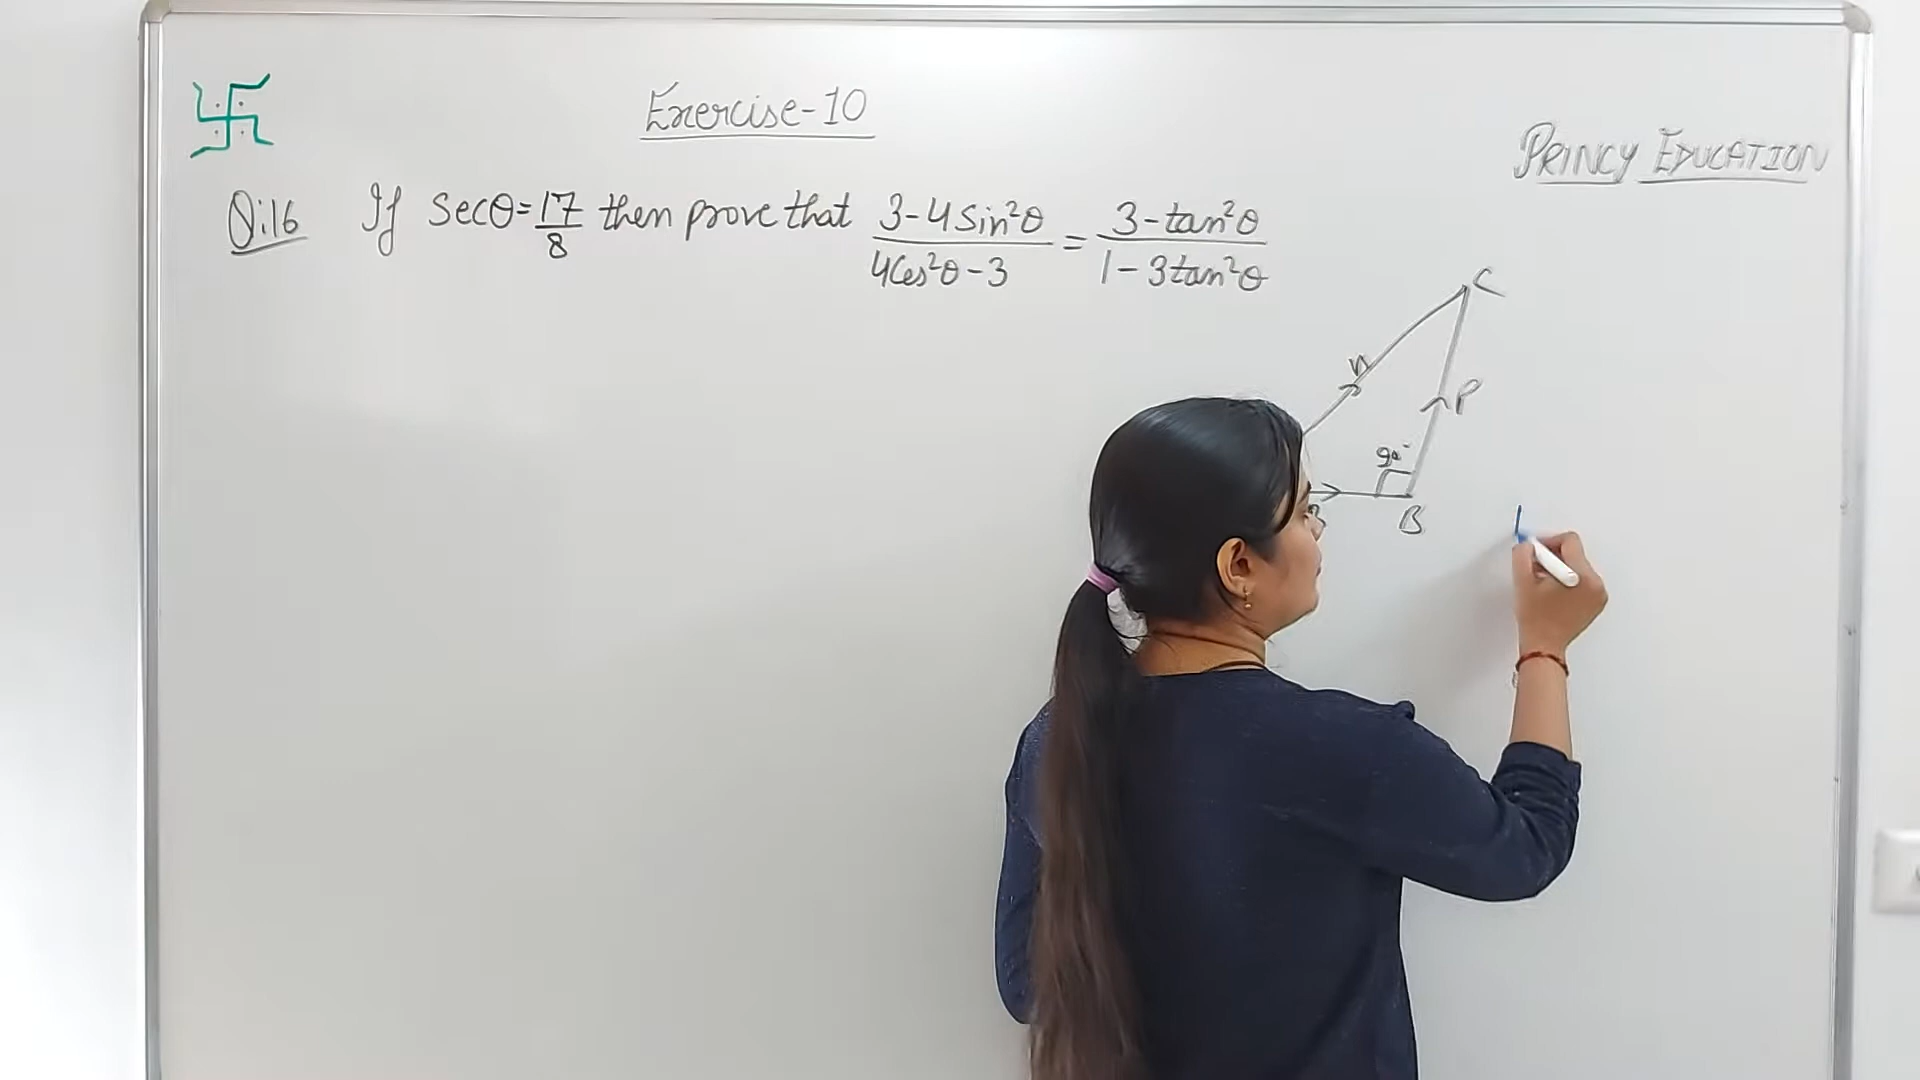 Exercise-10
PRINCY EDUCATION
Q:16 If secθ=17/8 then prove that (3-4sin²θ)/(4cos²θ-3) = (3-tan²θ)/(1-3tan²θ)
C
P
90°
B